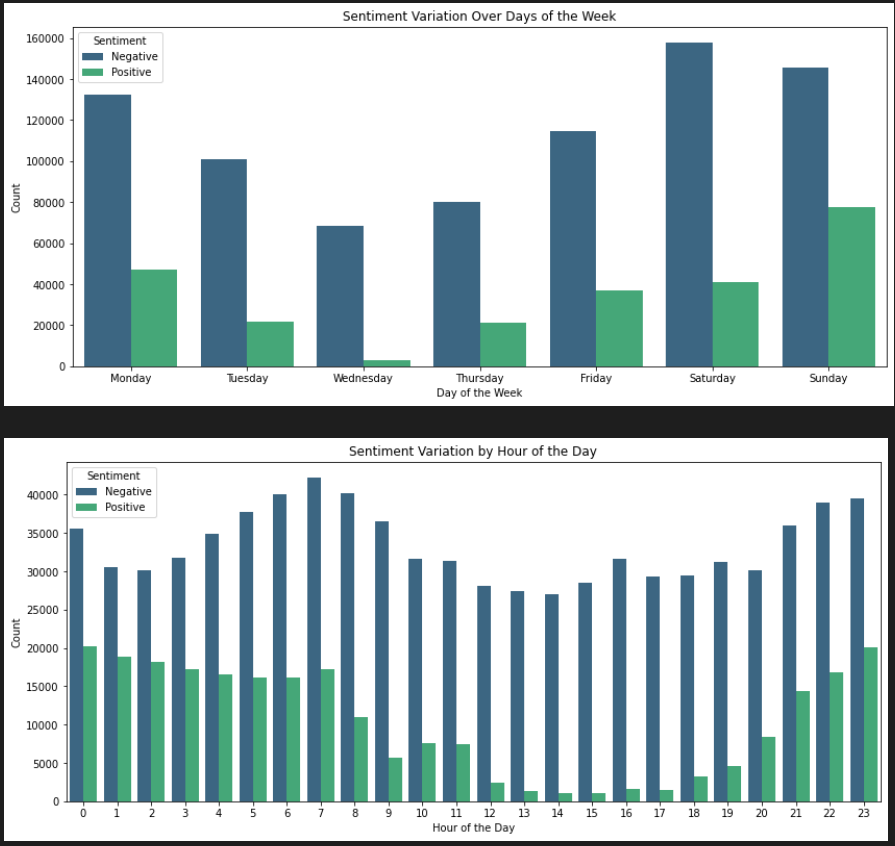 Sentiment Variation Over Days of the Week
Sentiment
Negative
Positive
160000
140000
120000
100000
80000
60000
40000
20000
0
Count
Monday Tuesday Wednesday Thursday Friday Saturday Sunday
Day of the Week
Sentiment Variation by Hour of the Day
Sentiment
Negative
Positive
40000
35000
30000
25000
20000
15000
10000
5000
0
Count
0 1 2 3 4 5 6 7 8 9 10 11 12 13 14 15 16 17 18 19 20 21 22 23
Hour of the Day